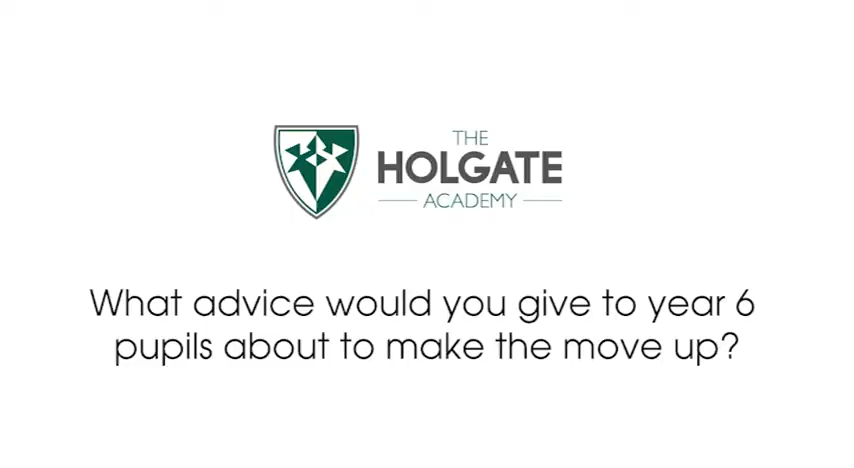 THE
HOLGATE
ACADEMY
What advice would you give to year 6
pupils about to make the move up?